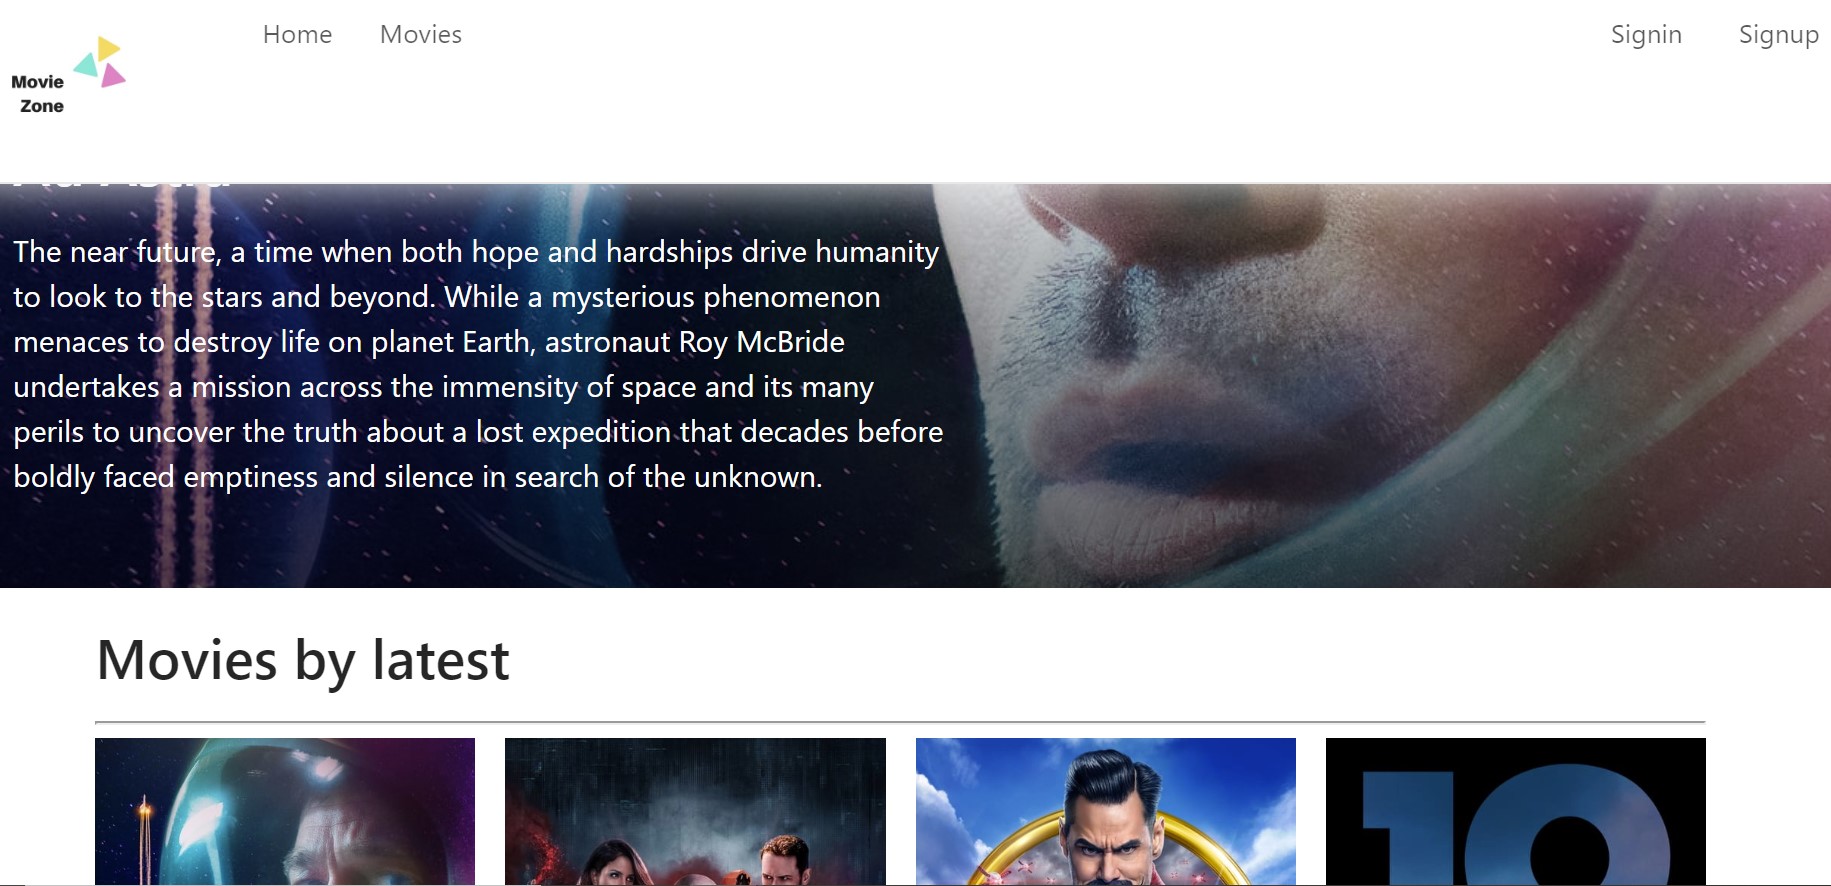 Home Movies Signin Signup
Movie
Zone
Ad Astra
The near future, a time when both hope and hardships drive humanity
to look to the stars and beyond. While a mysterious phenomenon
menaces to destroy life on planet Earth, astronaut Roy McBride
undertakes a mission across the immensity of space and its many
perils to uncover the truth about a lost expedition that decades before
boldly faced emptiness and silence in search of the unknown.
Movies by latest
10